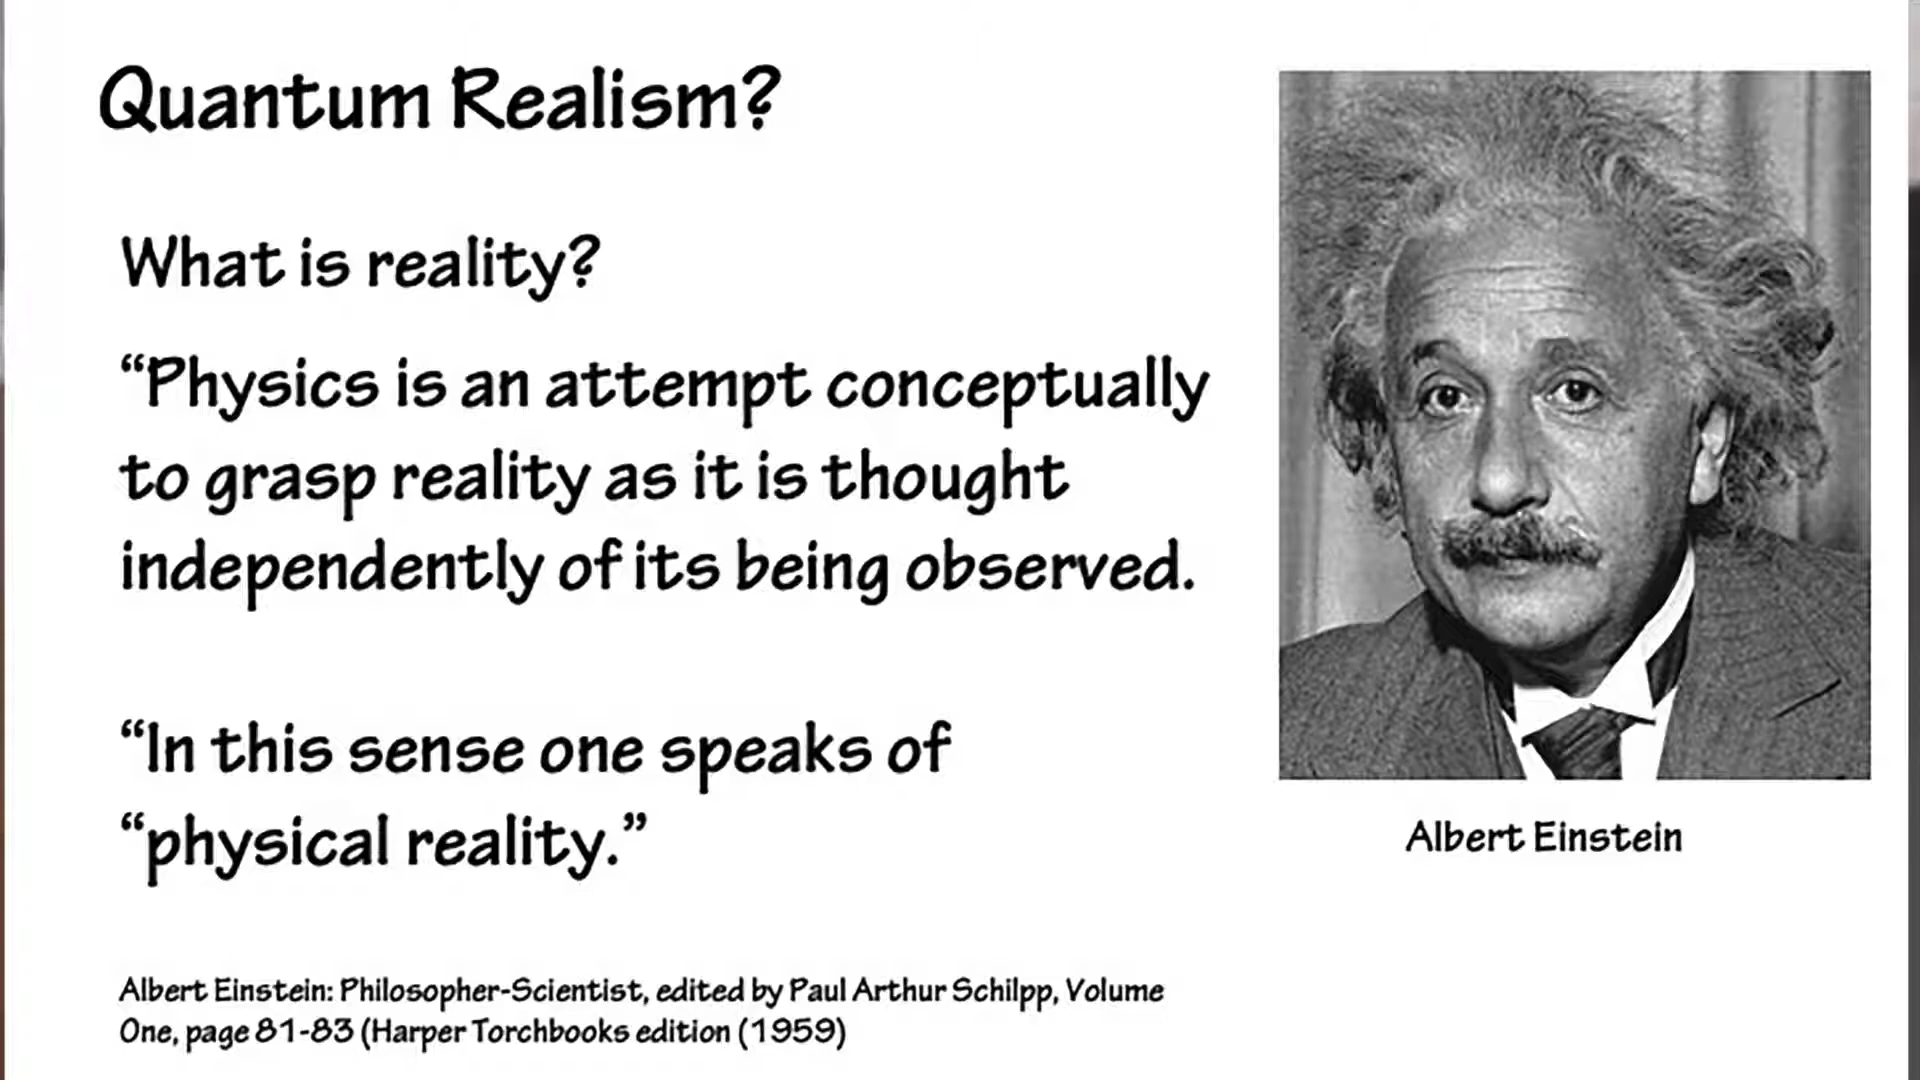 Quantum Realism?
What is reality?
“Physics is an attempt conceptually
to grasp reality as it is thought
independently of its being observed.
“In this sense one speaks of
“physical reality.”
Albert Einstein
Albert Einstein: Philosopher-Scientist, edited by Paul Arthur Schilpp, Volume
One, page 81-83 (Harper Torchbooks edition (1959)